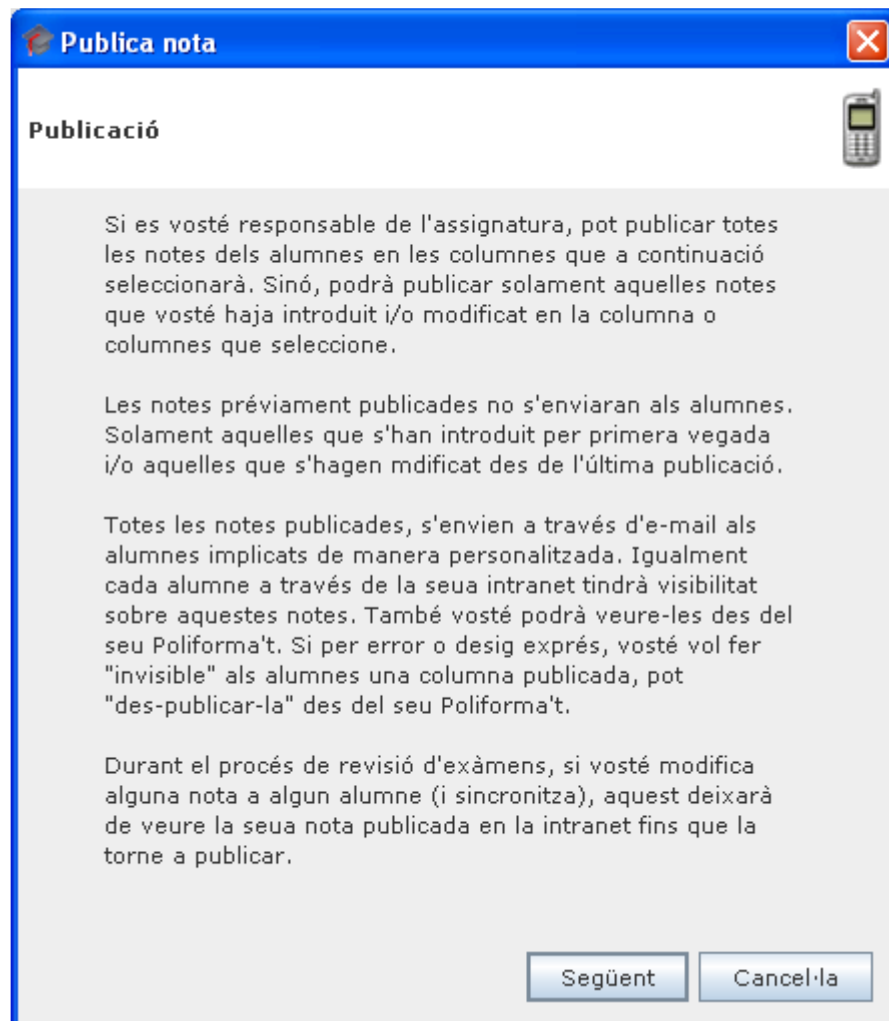 Publica nota
Publicació
Si es vosté responsable de l'assignatura, pot publicar totes
les notes dels alumnes en les columnes que a continuació
seleccionarà. Sinó, podrà publicar solament aquelles notes
que vosté haja introduit i/o modificat en la columna o
columnes que seleccione.
Les notes préviament publicades no s'enviaran als alumnes.
Solament aquelles que s'han introduit per primera vegada
i/o aquelles que s'hagen mdificat des de l'última publicació.
Totes les notes publicades, s'envien a través d'e-mail als
alumnes implicats de manera personalitzada. Igualment
cada alumne a través de la seua intranet tindrà visibilitat
sobre aquestes notes. També vosté podrà veure-les des del
seu Poliforma't. Si per error o desig exprés, vosté vol fer
"invisible" als alumnes una columna publicada, pot
"des-publicar-la" des del seu Poliforma't.
Durant el procés de revisió d'exàmens, si vosté modifica
alguna nota a algun alumne (i sincronitza), aquest deixarà
de veure la seua nota publicada en la intranet fins que la
torne a publicar.
Següent
Cancel·la